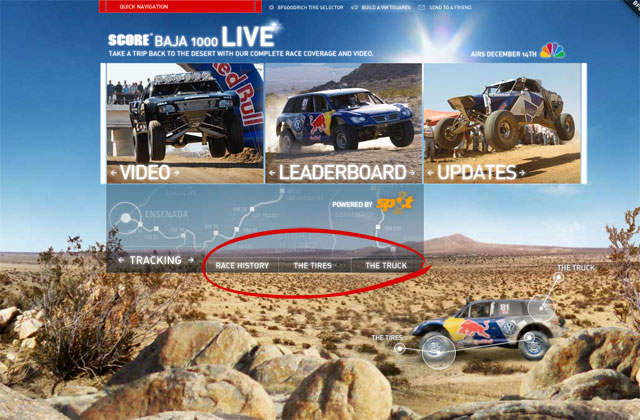 QUICK NAVIGATION
BFGOODRICH TIRE SELECTOR
BUILD A VW TOUAREG
SEND TO A FRIEND
SCORE BAJA 1000 LIVE
TAKE A TRIP BACK TO THE DESERT WITH OUR COMPLETE RACE COVERAGE AND VIDEO.
AIRS DECEMBER 14TH
Red Bull
VIDEO
LEADERBOARD
UPDATES
ENSENADA
POWERED BY spot
TRACKING
RACE HISTORY
THE TIRES
THE TRUCK
THE TRUCK
THE TIRES